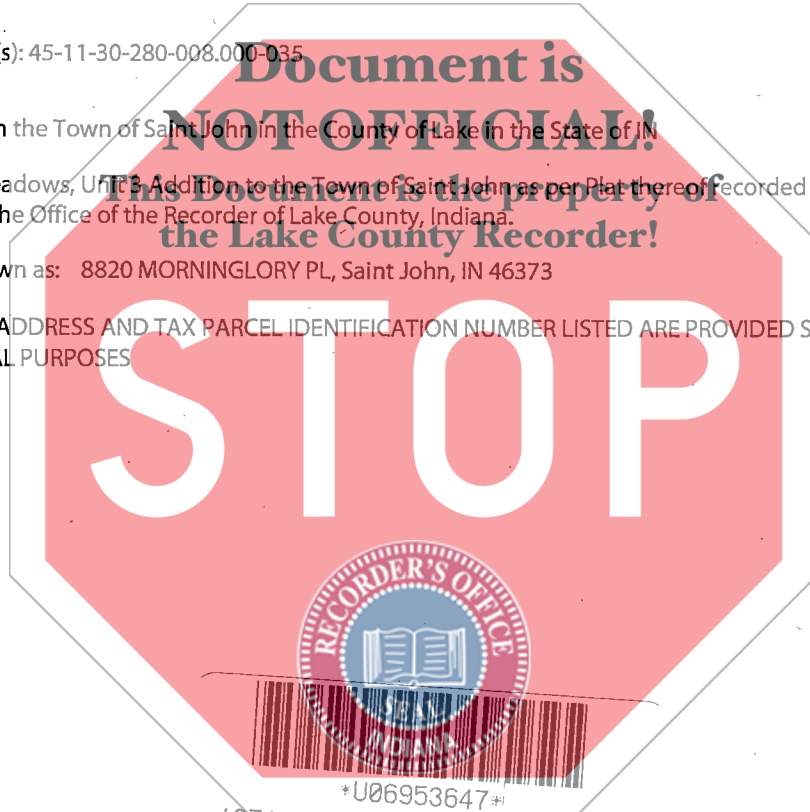 s): 45-11-30-280-008.000-035
Document is
NOT OFFICIAL!
the Town of Saint John in the County of Lake in the State of IN
This Document is the property of
adows, Unit 3 Addition to the Town of Saint John as per Plat thereof recorded
he Office of the Recorder of Lake County, Indiana.
the Lake County Recorder!
wn as: 8820 MORNINGLORY PL, Saint John, IN 46373
ADDRESS AND TAX PARCEL IDENTIFICATION NUMBER LISTED ARE PROVIDED S
L PURPOSES
STOP
RECORDER'S OFFICE
SEAL
INDIANA
*U06953647*